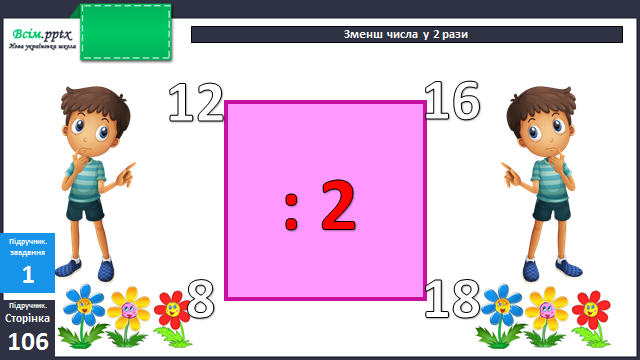 Всім.pptx
Нова українська школа
Зменш числа у 2 рази
12
16
: 2
8
18
Підручник.
завдання
1
Підручник.
Сторінка
106